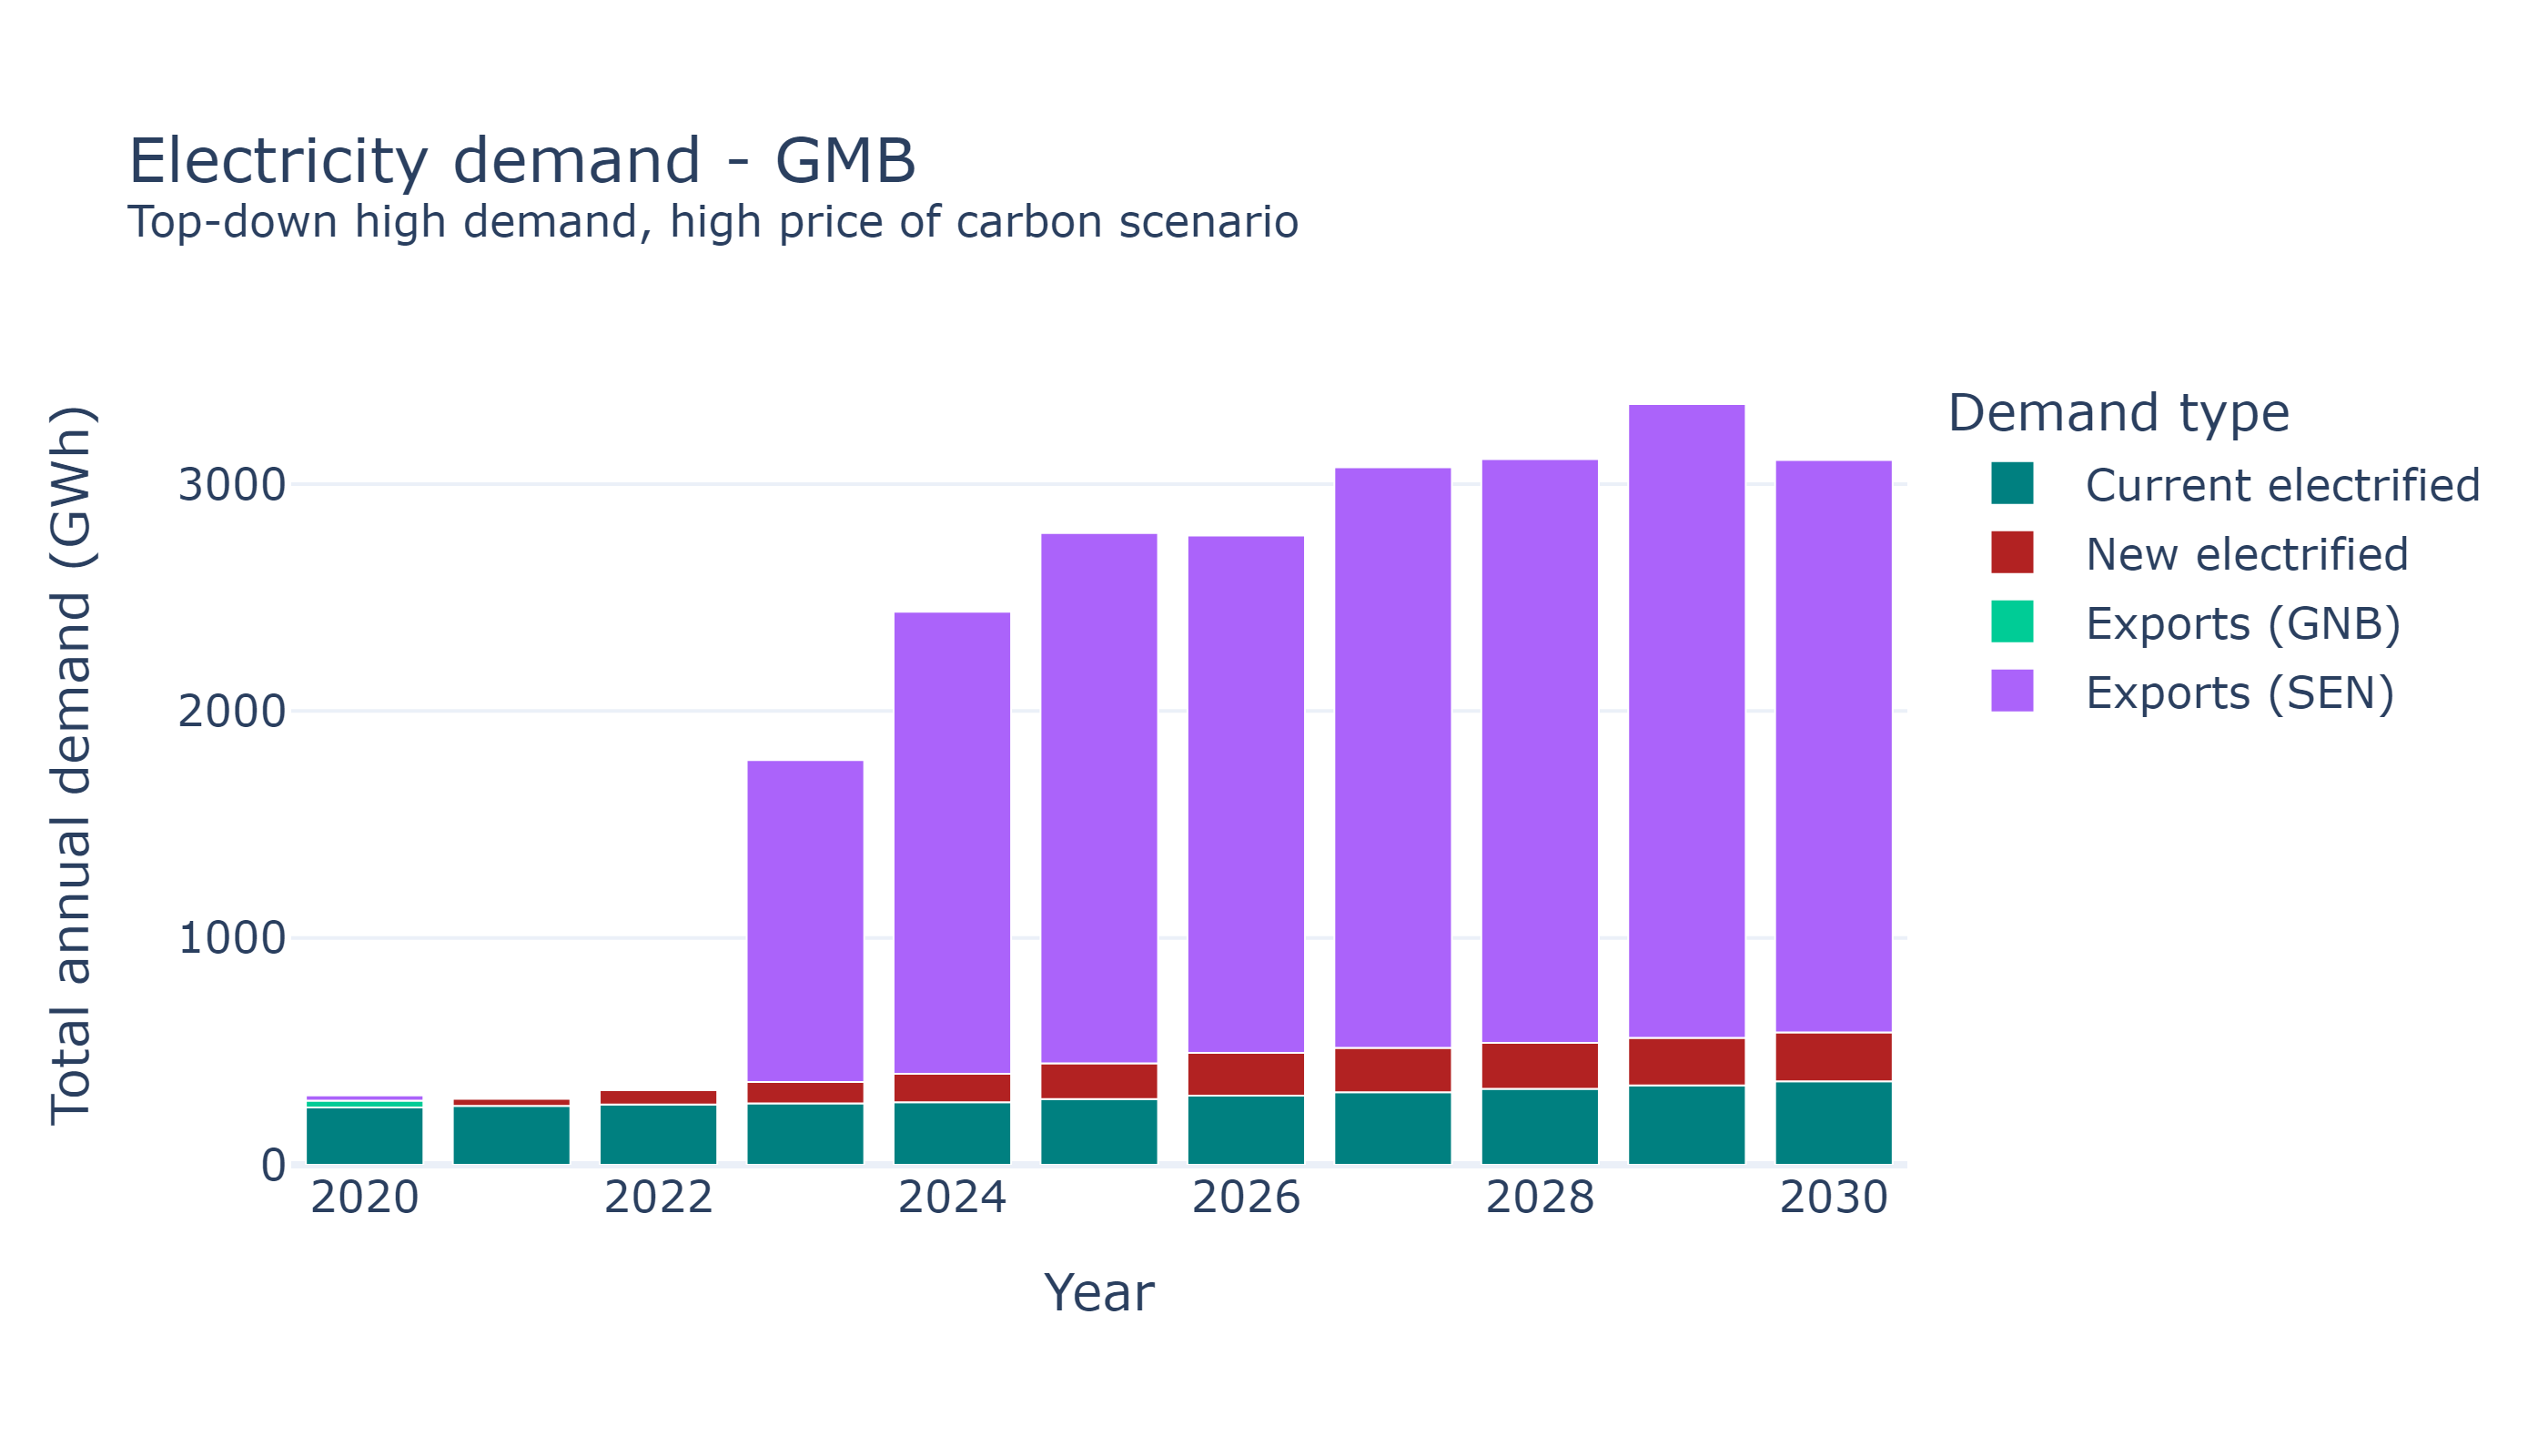 Electricity demand - GMB
Top-down high demand, high price of carbon scenario
Total annual demand (GWh)
3000
2000
1000
0
2020
2022
2024
2026
2028
2030
Year
Demand type
Current electrified
New electrified
Exports (GNB)
Exports (SEN)